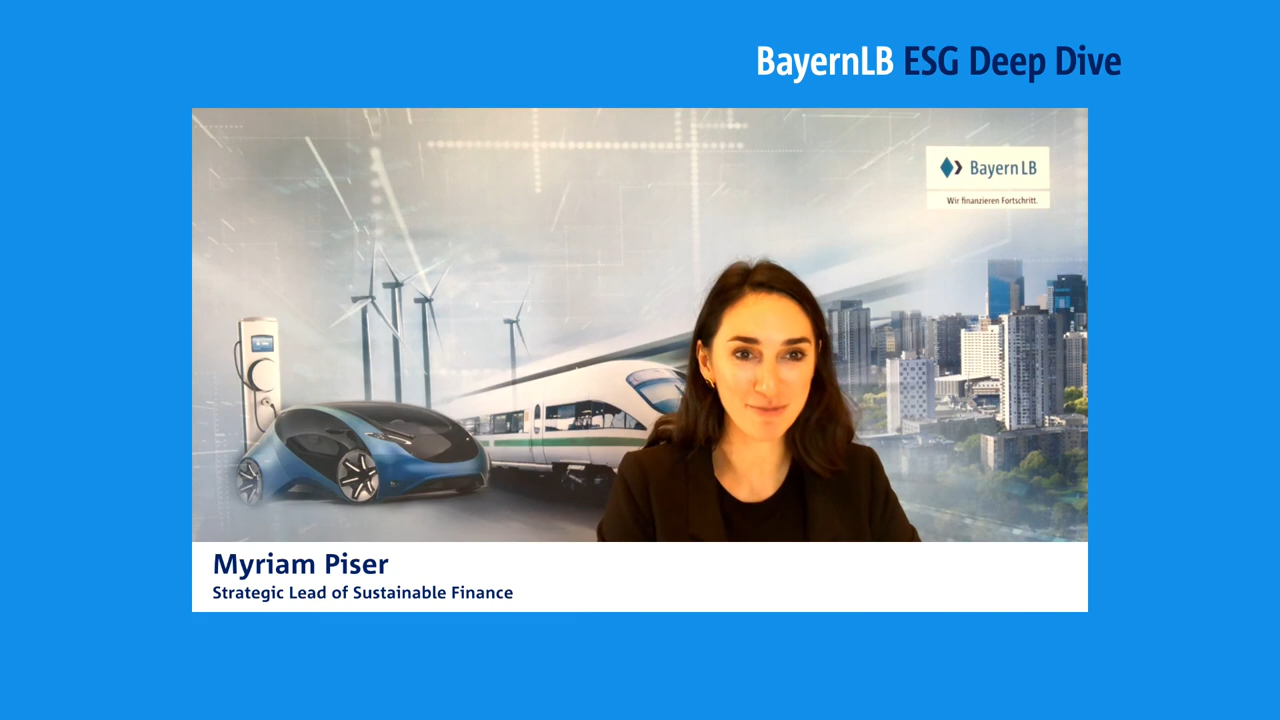 BayernLB ESG Deep Dive
BayernLB
Wir finanzieren Fortschritt.
Myriam Piser
Strategic Lead of Sustainable Finance